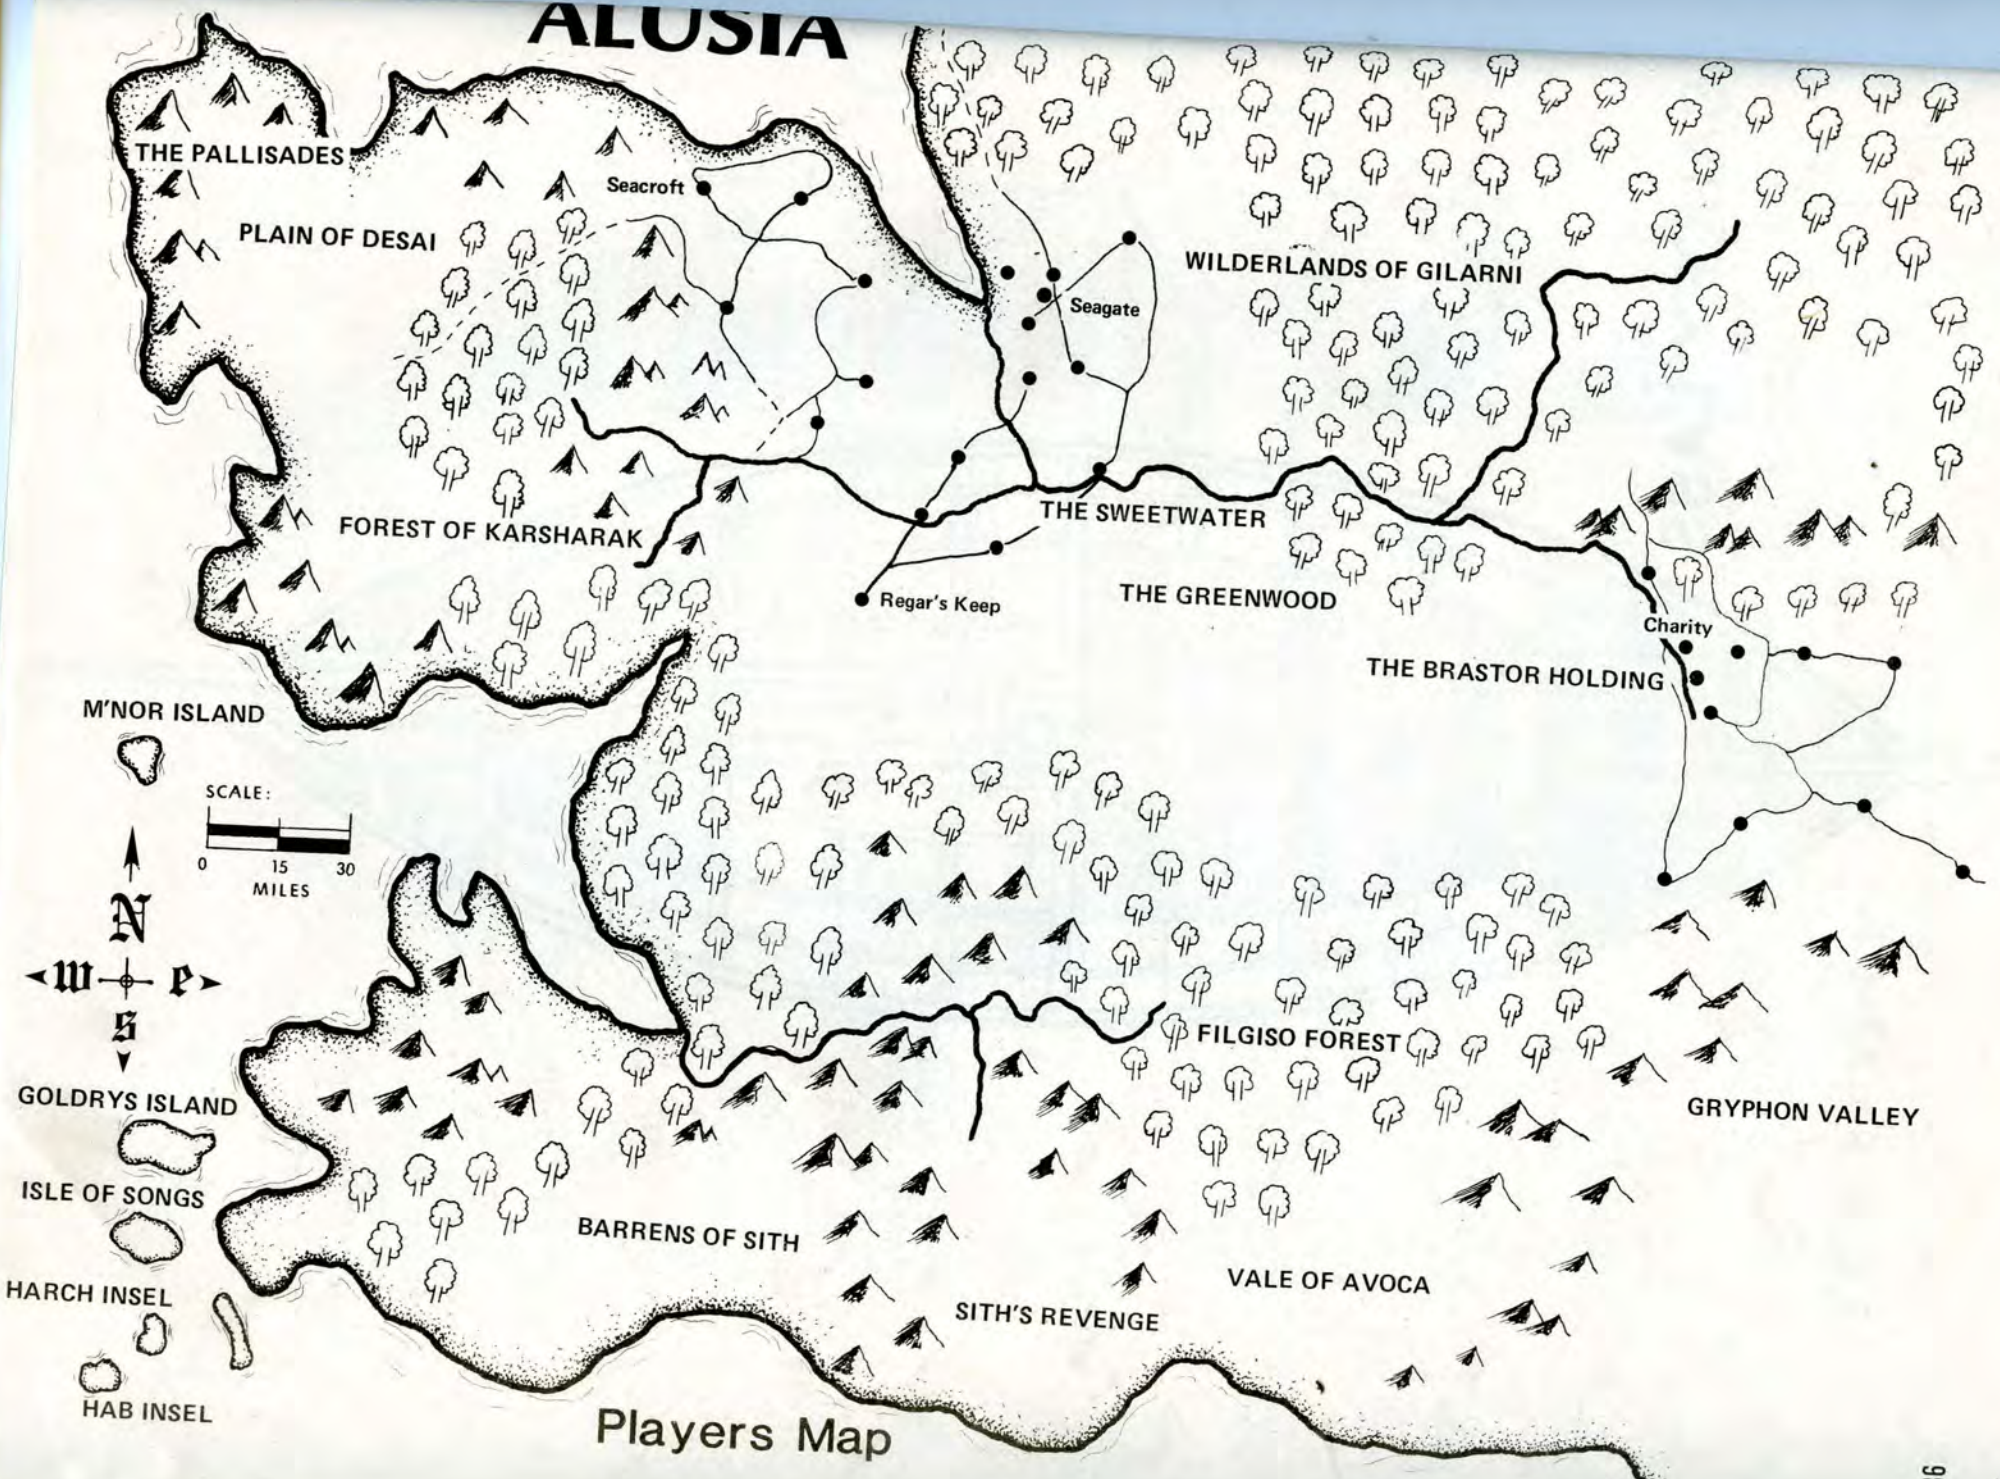 ALUSIA
THE PALLISADES
Seacroft
PLAIN OF DESAI
WILDERLANDS OF GILARNI
Seagate
THE SWEETWATER
FOREST OF KARSHARAK
THE GREENWOOD
Regar's Keep
Charity
THE BRASTOR HOLDING
M'NOR ISLAND
SCALE:
0 15 30
MILES
N
W e
S
FILGISO FOREST
GOLDRYS ISLAND
GRYPHON VALLEY
ISLE OF SONGS
BARRENS OF SITH
VALE OF AVOCA
HARCH INSEL
SITH'S REVENGE
HAB INSEL
Players Map